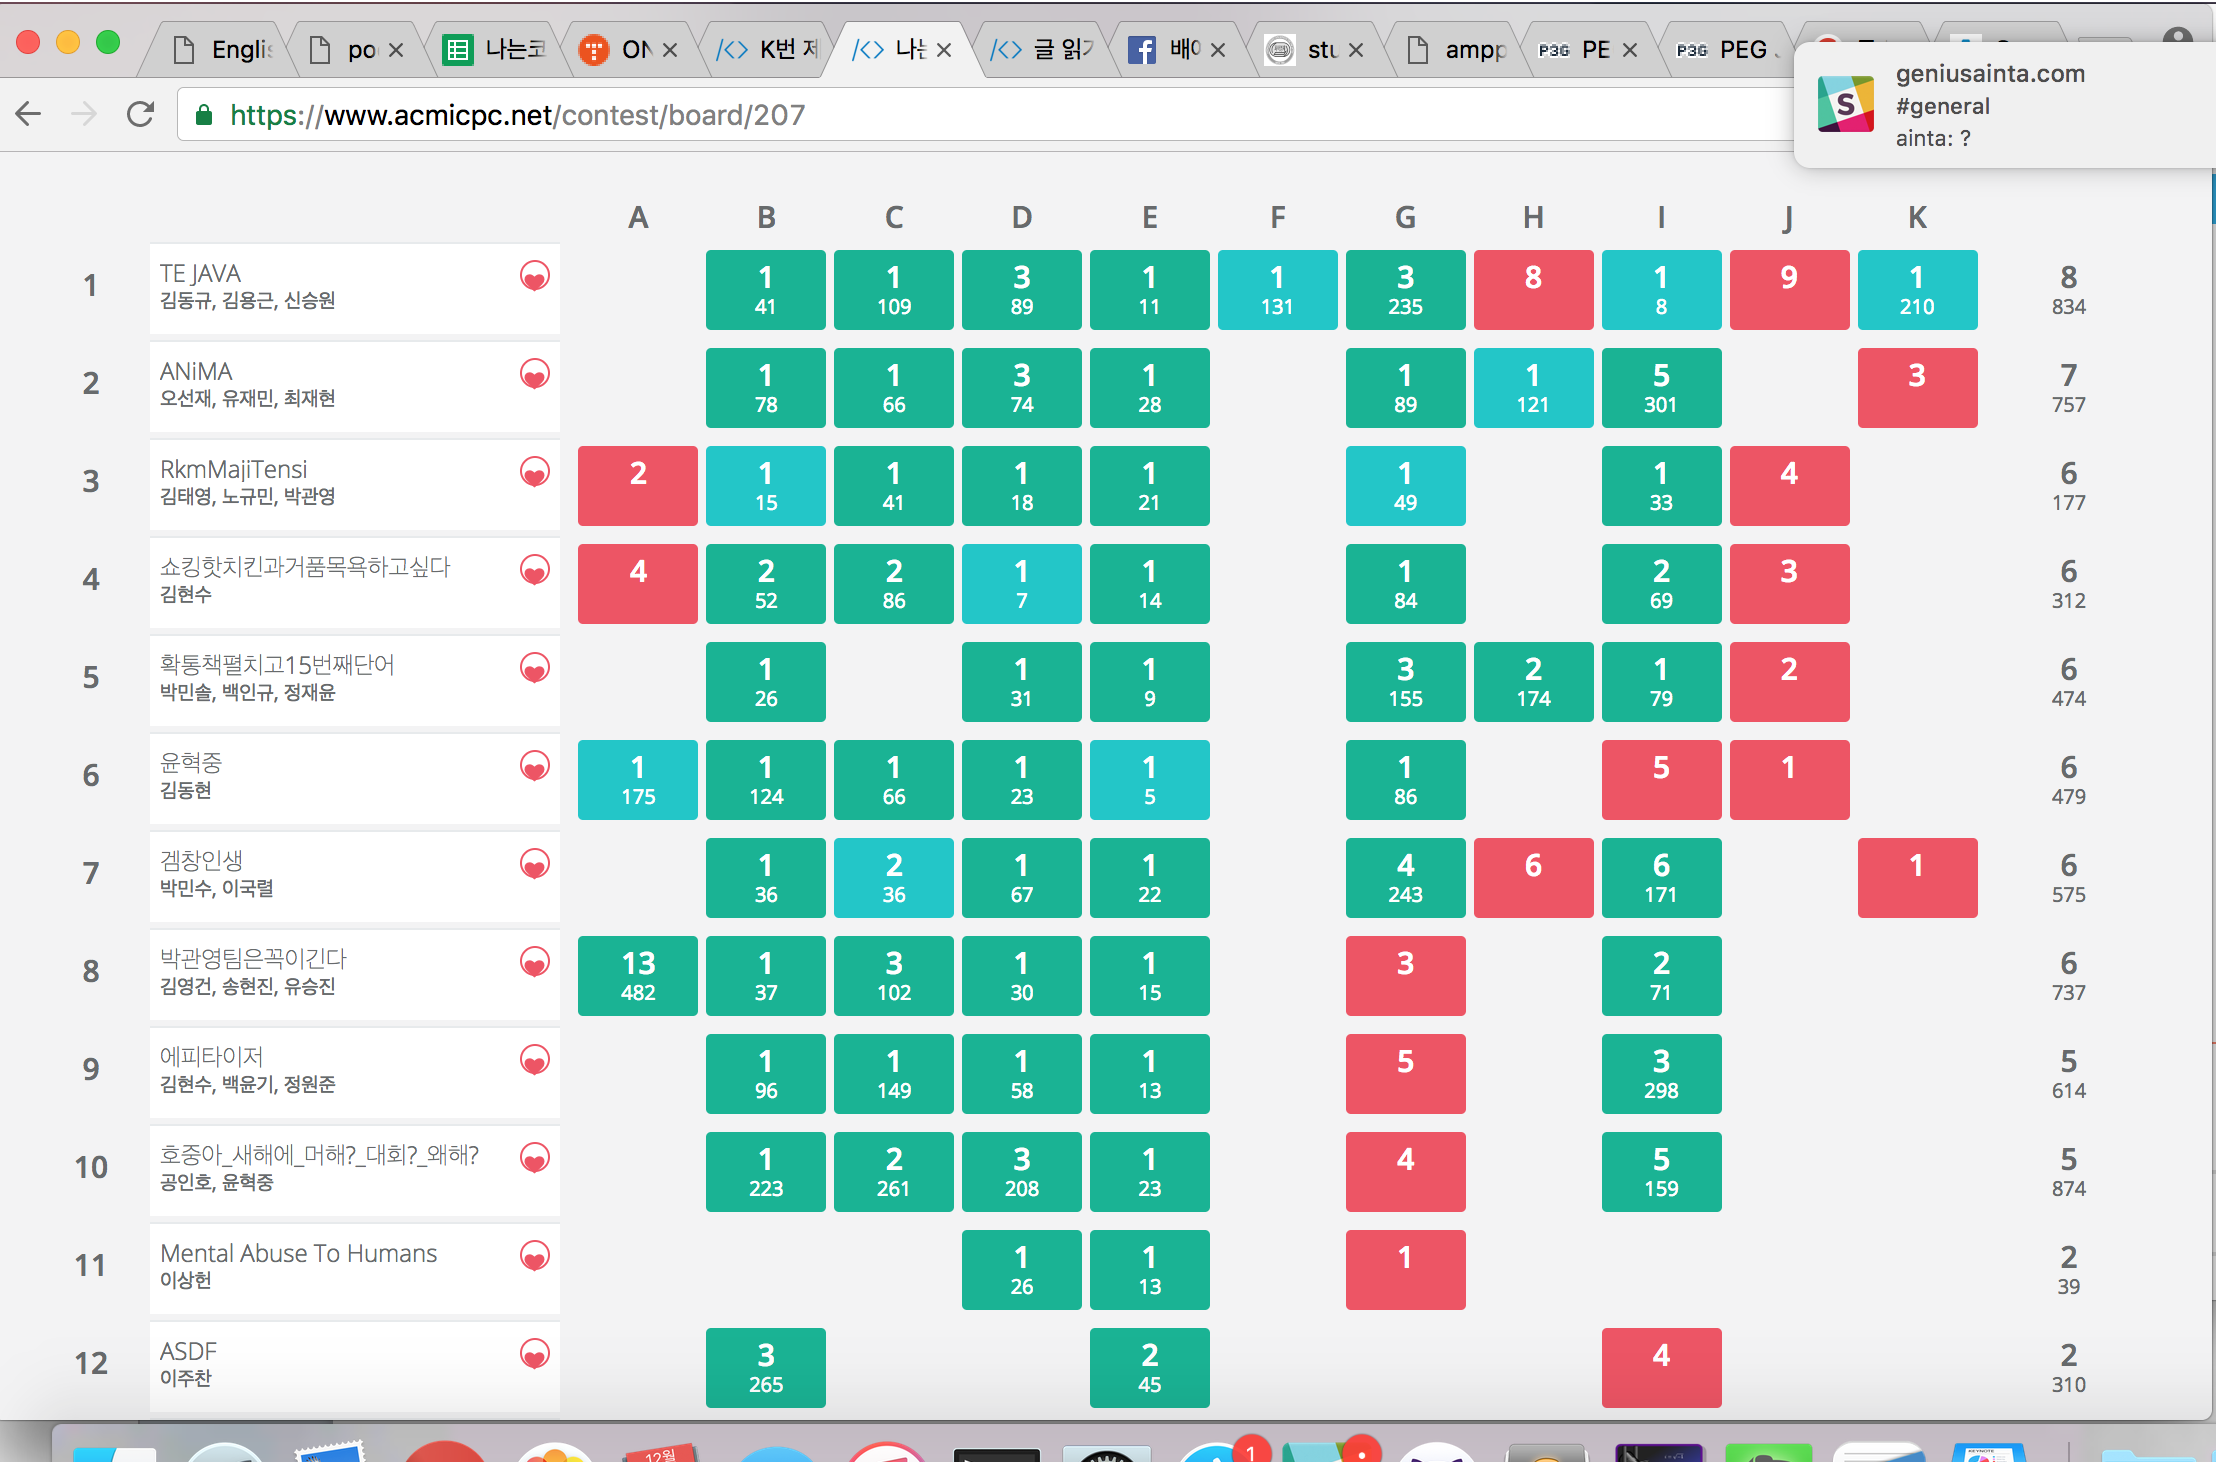 Englis
po
나는코
ON
K번 제
나는
글 읽기
배
stu
ampp
P3G PE
P3G PEG
geniusainta.com
#general
ainta: ?
https://www.acmicpc.net/contest/board/207
A B C D E F G H I J K
1 TE JAVA 1 1 3 1 1 3 8 1 9 1 8
김동규, 김용근, 신승원 41 109 89 11 131 235 8 210 834
2 ANiMA 1 1 3 1 1 1 5 3 7
오선재, 유재민, 최재현 78 66 74 28 89 121 301 757
3 RkmMajiTensi 2 1 1 1 1 1 1 4 6
김태영, 노규민, 박관영 15 41 18 21 49 33 177
4 쇼킹핫치킨과거품목욕하고싶다 4 2 2 1 1 1 2 3 6
김현수 52 86 7 14 84 69 312
5 확통책펼치고15번째단어 1 1 1 3 2 1 2 6
박민솔, 백인규, 정재윤 26 31 9 155 174 79 474
6 윤혁중 1 1 1 1 1 1 5 1 6
김동현 175 124 66 23 5 86 479
7 겜창인생 1 2 1 1 4 6 6 1 6
박민수, 이국렬 36 36 67 22 243 171 575
8 박관영팀은꼭이긴다 13 1 3 1 1 3 2 6
김영건, 송현진, 유승진 482 37 102 30 15 71 737
9 에피타이저 1 1 1 1 5 3 5
김현수, 백윤기, 정원준 96 149 58 13 298 614
10 호중아_새해에_머해?_대회?_왜해? 1 2 3 1 4 5 5
공인호, 윤혁중 223 261 208 23 159 874
11 Mental Abuse To Humans 1 1 1 2
이상헌 26 13 39
12 ASDF 3 2 4 2
이주찬 265 45 310
12월
1